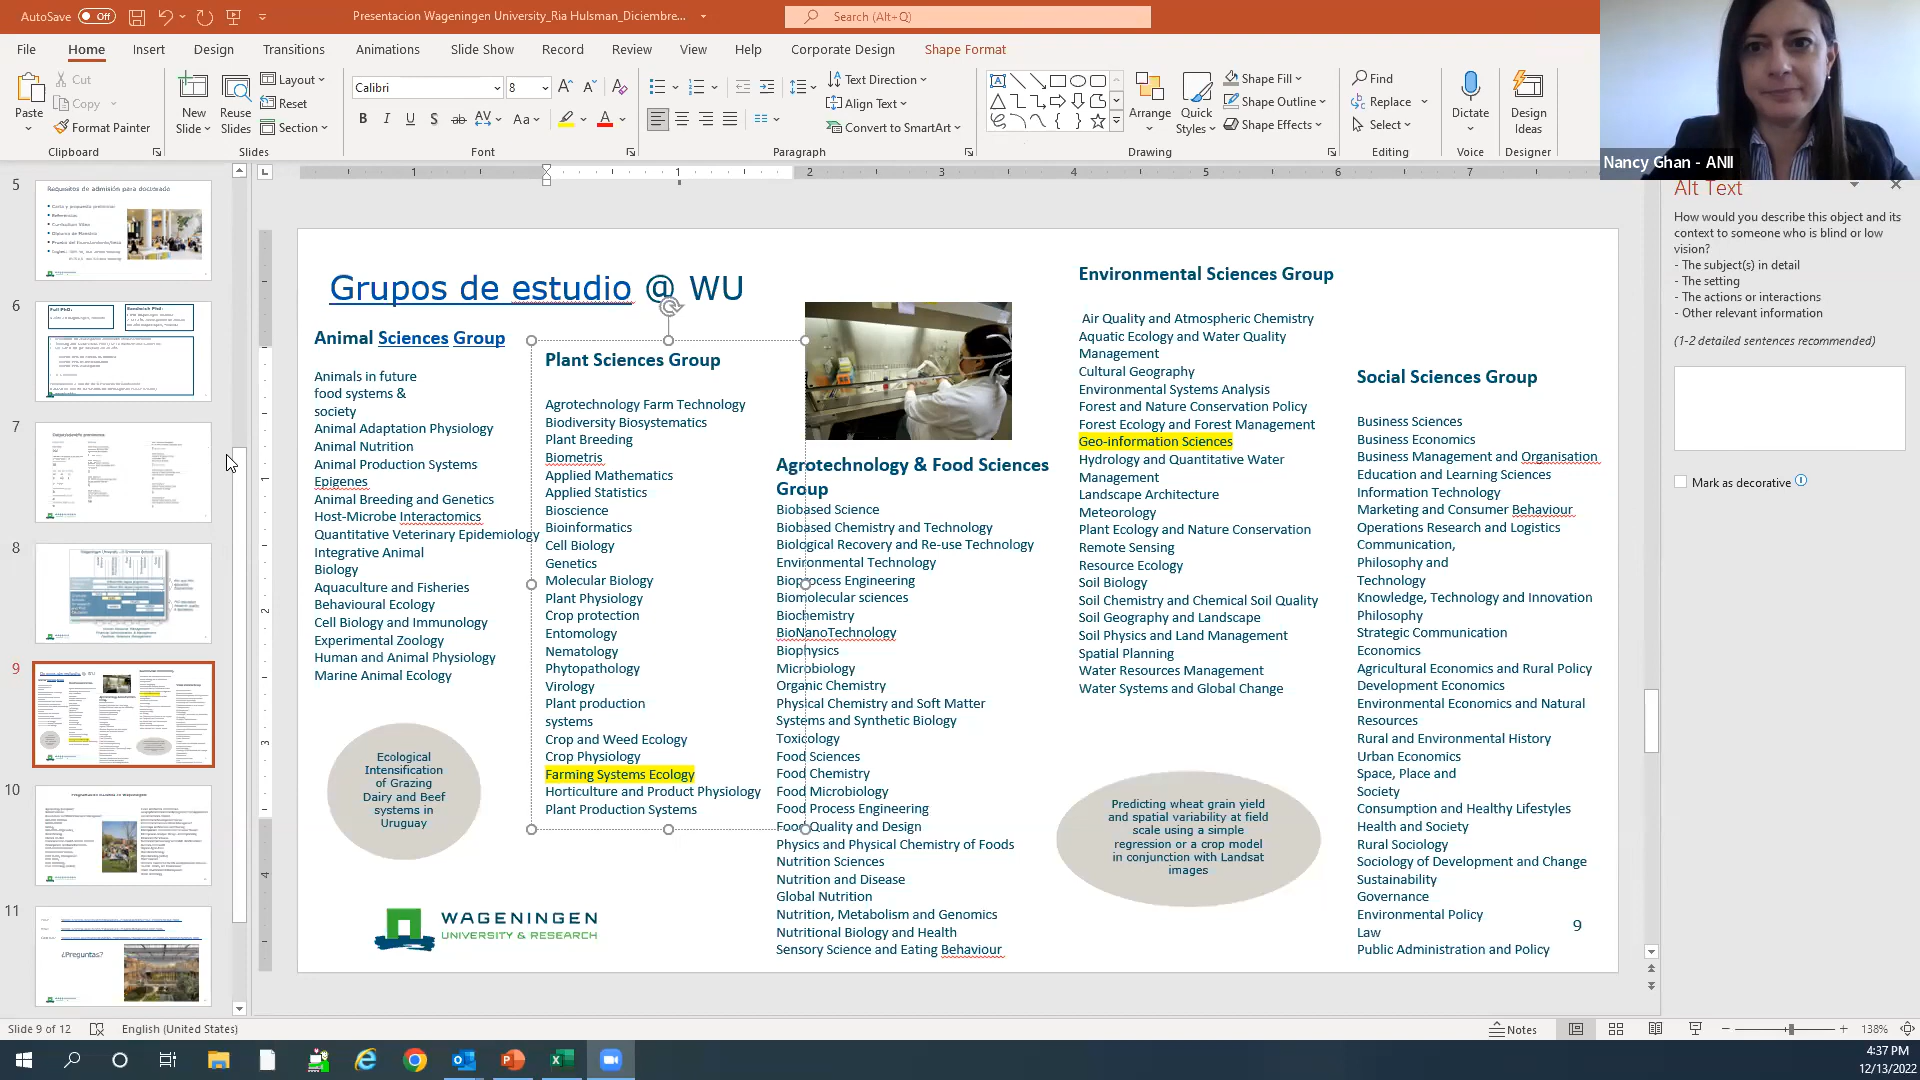 AutoSave Off
Presentacion Wageningen University_Ria Hulsman_Diciembre...
Search (Alt+Q)
File Home Insert Design Transitions Animations Slide Show Record Review View Help Corporate Design Shape Format
Paste
Cut
Copy
Format Painter
Clipboard
New Slide
Reuse Slides
Layout
Reset
Section
Slides
Calibri 8
Font
Text Direction
Align Text
Convert to SmartArt
Paragraph
Arrange
Quick Styles
Shape Fill
Shape Outline
Shape Effects
Drawing
Find
Replace
Select
Editing
Dictate
Voice
Design Ideas
Designer
Nancy Ghan - ANII
Alt Text
How would you describe this object and its
context to someone who is blind or low
vision?
- The subject(s) in detail
- The setting
- The actions or interactions
- Other relevant information
(1-2 detailed sentences recommended)
Mark as decorative
5
Requisitos de admisión para doctorado
6
Full PhD:
Sandwich PhD:
7
8
9
10
11
¿Preguntas?
Grupos de estudio @ WU
Animal Sciences Group
Animals in future
food systems &
society
Animal Adaptation Physiology
Animal Nutrition
Animal Production Systems
Epigenes
Animal Breeding and Genetics
Host-Microbe Interactomics
Quantitative Veterinary Epidemiology
Integrative Animal
Biology
Aquaculture and Fisheries
Behavioural Ecology
Cell Biology and Immunology
Experimental Zoology
Human and Animal Physiology
Marine Animal Ecology
Ecological
Intensification
of Grazing
Dairy and Beef
systems in
Uruguay
WAGENINGEN
UNIVERSITY & RESEARCH
Plant Sciences Group
Agrotechnology Farm Technology
Biodiversity Biosystematics
Plant Breeding
Biometris
Applied Mathematics
Applied Statistics
Bioscience
Bioinformatics
Cell Biology
Genetics
Molecular Biology
Plant Physiology
Crop protection
Entomology
Nematology
Phytopathology
Virology
Plant production
systems
Crop and Weed Ecology
Crop Physiology
Farming Systems Ecology
Horticulture and Product Physiology
Plant Production Systems
Agrotechnology & Food Sciences
Group
Biobased Science
Biobased Chemistry and Technology
Biological Recovery and Re-use Technology
Environmental Technology
Bioprocess Engineering
Biomolecular sciences
Biochemistry
BioNanoTechnology
Biophysics
Microbiology
Organic Chemistry
Physical Chemistry and Soft Matter
Systems and Synthetic Biology
Toxicology
Food Sciences
Food Chemistry
Food Microbiology
Food Process Engineering
Food Quality and Design
Physics and Physical Chemistry of Foods
Nutrition Sciences
Nutrition and Disease
Global Nutrition
Nutrition, Metabolism and Genomics
Nutritional Biology and Health
Sensory Science and Eating Behaviour
Environmental Sciences Group
Air Quality and Atmospheric Chemistry
Aquatic Ecology and Water Quality
Management
Cultural Geography
Environmental Systems Analysis
Forest and Nature Conservation Policy
Forest Ecology and Forest Management
Geo-information Sciences
Hydrology and Quantitative Water
Management
Landscape Architecture
Meteorology
Plant Ecology and Nature Conservation
Remote Sensing
Resource Ecology
Soil Biology
Soil Chemistry and Chemical Soil Quality
Soil Geography and Landscape
Soil Physics and Land Management
Spatial Planning
Water Resources Management
Water Systems and Global Change
Predicting wheat grain yield
and spatial variability at field
scale using a simple
regression or a crop model
in conjunction with Landsat
images
Social Sciences Group
Business Sciences
Business Economics
Business Management and Organisation
Education and Learning Sciences
Information Technology
Marketing and Consumer Behaviour
Operations Research and Logistics
Communication,
Philosophy and
Technology
Knowledge, Technology and Innovation
Philosophy
Strategic Communication
Economics
Agricultural Economics and Rural Policy
Development Economics
Environmental Economics and Natural
Resources
Rural and Environmental History
Urban Economics
Space, Place and
Society
Consumption and Healthy Lifestyles
Health and Society
Rural Sociology
Sociology of Development and Change
Sustainability
Governance
Environmental Policy
Law
Public Administration and Policy
9
Slide 9 of 12
English (United States)
Notes
138%
4:37 PM
12/13/2022